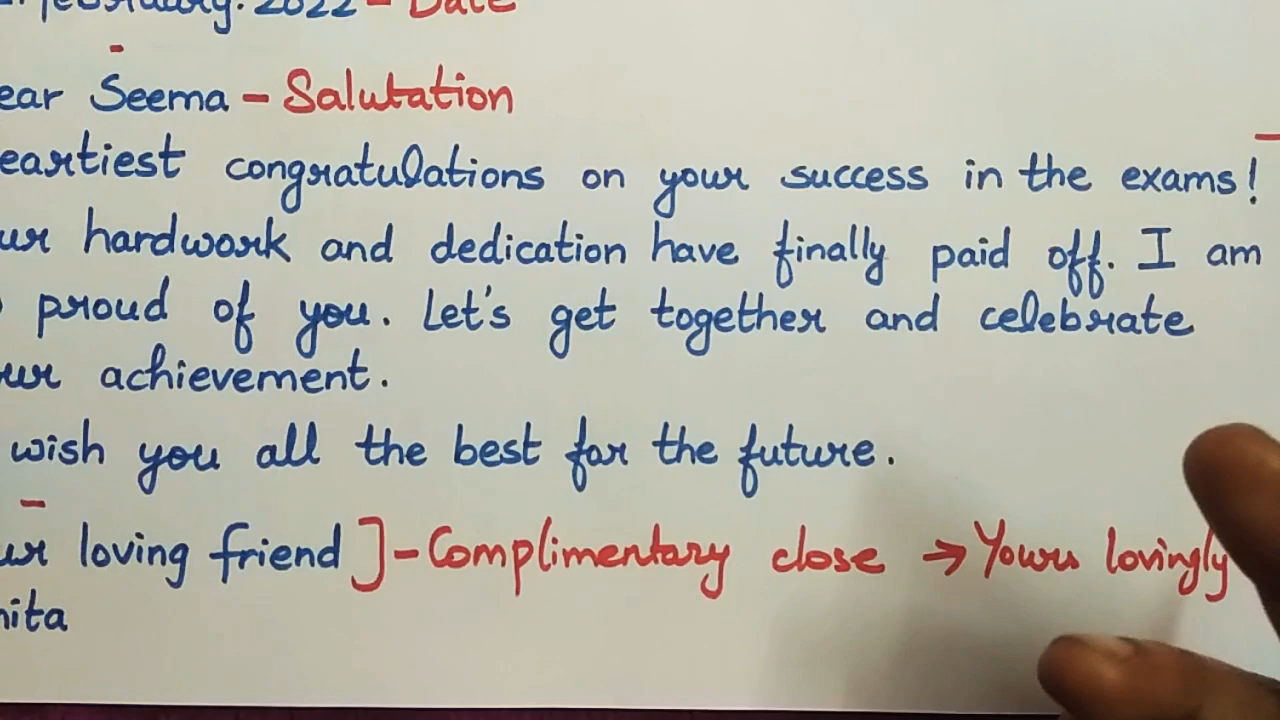 February. 2022 - Date
ear Seema - Salutation
eartiest congratulations on your success in the exams!
ur hardwork and dedication have finally paid off. I am
proud of you. Let's get together and celebrate
ur achievement.
wish you all the best for the future.
ur loving friend ] - Complimentary close → Yours lovingly
nita